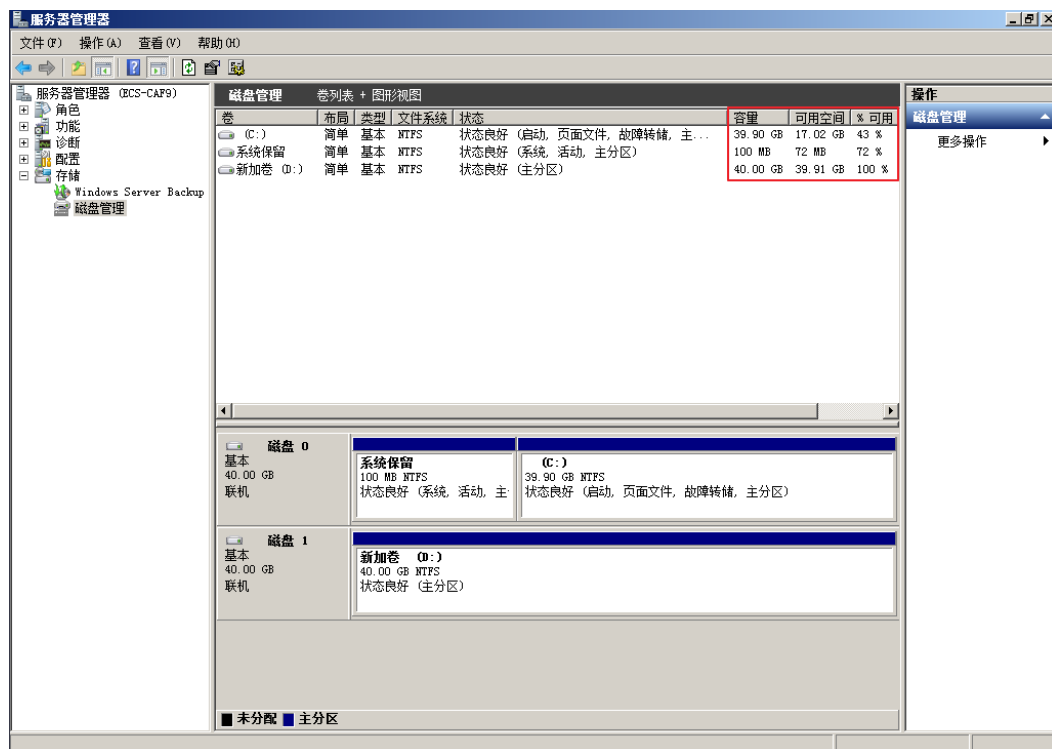 服务器管理器
文件(F) 操作(A) 查看(V) 帮助(H)
服务器管理器 (ECS-CAF9)
角色
功能
诊断
配置
存储
Windows Server Backup
磁盘管理
磁盘管理 卷列表 + 图形视图
卷 布局 类型 文件系统 状态 容量 可用空间 % 可用
(C:) 简单 基本 NTFS 状态良好 (启动, 页面文件, 故障转储, 主... 39.90 GB 17.02 GB 43 %
系统保留 简单 基本 NTFS 状态良好 (系统, 活动, 主分区) 100 MB 72 MB 72 %
新加卷 (D:) 简单 基本 NTFS 状态良好 (主分区) 40.00 GB 39.91 GB 100 %
磁盘 0
基本
40.00 GB
联机
系统保留
100 MB NTFS
状态良好 (系统, 活动, 主
(C:)
39.90 GB NTFS
状态良好 (启动, 页面文件, 故障转储, 主分区)
磁盘 1
基本
40.00 GB
联机
新加卷 (D:)
40.00 GB NTFS
状态良好 (主分区)
未分配 主分区
操作
磁盘管理
更多操作